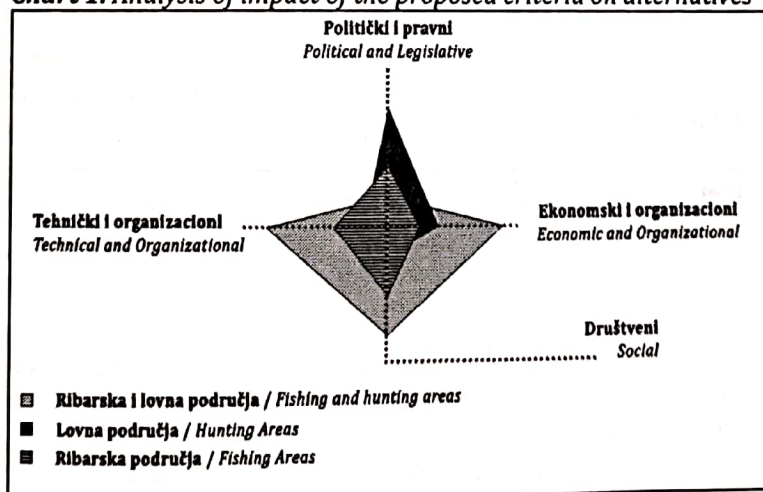 Chart 1. Analysis of impact of the proposed criteria on alternatives
Politički i pravni
Political and Legislative
Tehnički i organizacioni
Technical and Organizational
Ekonomski i organizacioni
Economic and Organizational
Društveni
Social
Ribarska i lovna područja / Fishing and hunting areas
Lovna područja / Hunting Areas
Ribarska područja / Fishing Areas